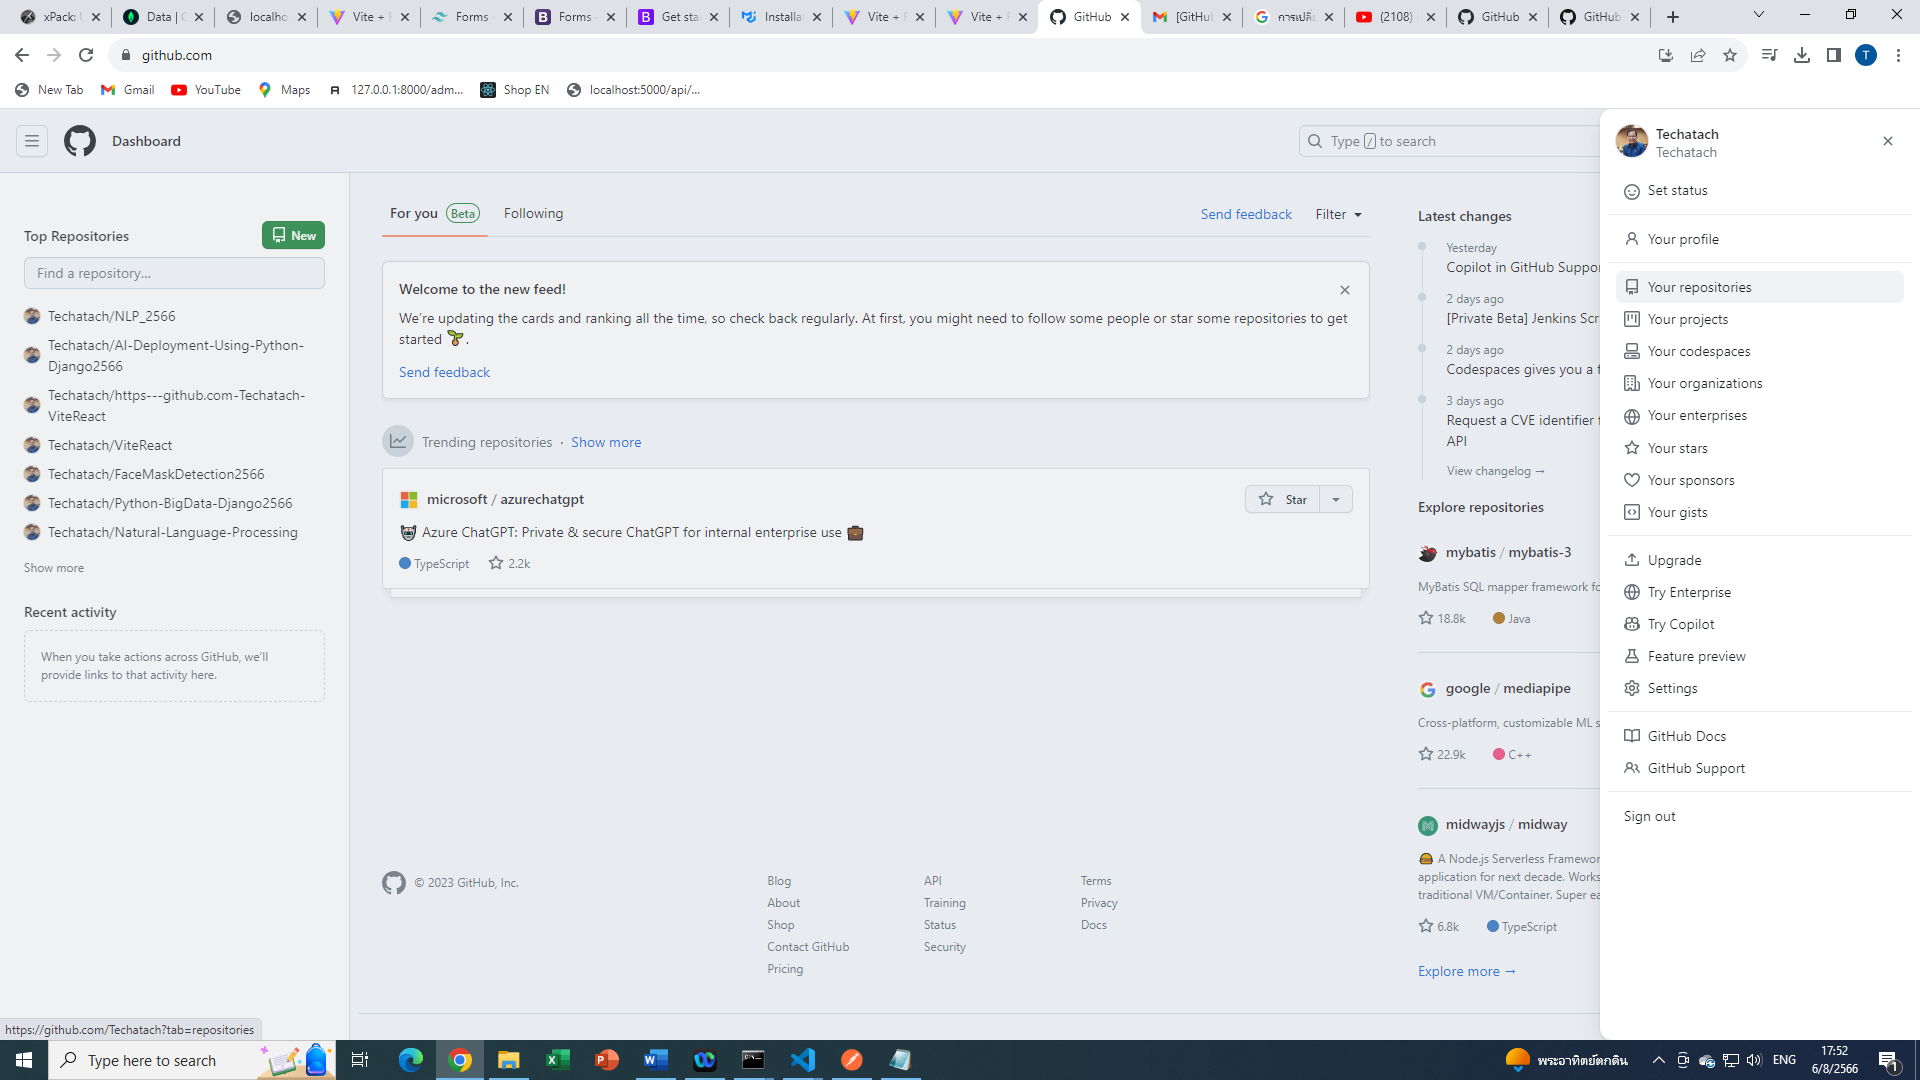 xPack: U
Data | C
localho
Vite + F
Forms -
Forms ·
Get sta
Installat
Vite + F
Vite + F
GitHub
[GitHub
การเปลี่
(2108)
GitHub
GitHub
github.com
T
New Tab
Gmail
YouTube
Maps
127.0.0.1:8000/adm...
Shop EN
localhost:5000/api/...
Dashboard
Type / to search
Techatach
Techatach
Set status
Your profile
Your repositories
Your projects
Your codespaces
Your organizations
Your enterprises
Your stars
Your sponsors
Your gists
Upgrade
Try Enterprise
Try Copilot
Feature preview
Settings
GitHub Docs
GitHub Support
Sign out
Top Repositories
New
Find a repository…
Techatach/NLP_2566
Techatach/AI-Deployment-Using-Python-
Django2566
Techatach/https---github.com-Techatach-
ViteReact
Techatach/ViteReact
Techatach/FaceMaskDetection2566
Techatach/Python-BigData-Django2566
Techatach/Natural-Language-Processing
Show more
Recent activity
When you take actions across GitHub, we'll
provide links to that activity here.
For you Beta
Following
Send feedback
Filter
Welcome to the new feed!
We're updating the cards and ranking all the time, so check back regularly. At first, you might need to follow some people or star some repositories to get
started 🌱.
Send feedback
Trending repositories · Show more
microsoft / azurechatgpt
Star
🤖 Azure ChatGPT: Private & secure ChatGPT for internal enterprise use 💼
TypeScript
2.2k
Latest changes
Yesterday
Copilot in GitHub Suppor
2 days ago
[Private Beta] Jenkins Scr
2 days ago
Codespaces gives you a f
3 days ago
Request a CVE identifier f
API
View changelog →
Explore repositories
mybatis / mybatis-3
MyBatis SQL mapper framework fo
18.8k
Java
google / mediapipe
Cross-platform, customizable ML s
22.9k
C++
midwayjs / midway
🍔 A Node.js Serverless Framewor
application for next decade. Works
traditional VM/Container. Super ea
6.8k
TypeScript
Explore more →
© 2023 GitHub, Inc.
Blog
About
Shop
Contact GitHub
Pricing
API
Training
Status
Security
Terms
Privacy
Docs
https://github.com/Techatach?tab=repositories
Type here to search
พระอาทิตย์ตกดิน
ENG
17:52
6/8/2566
1